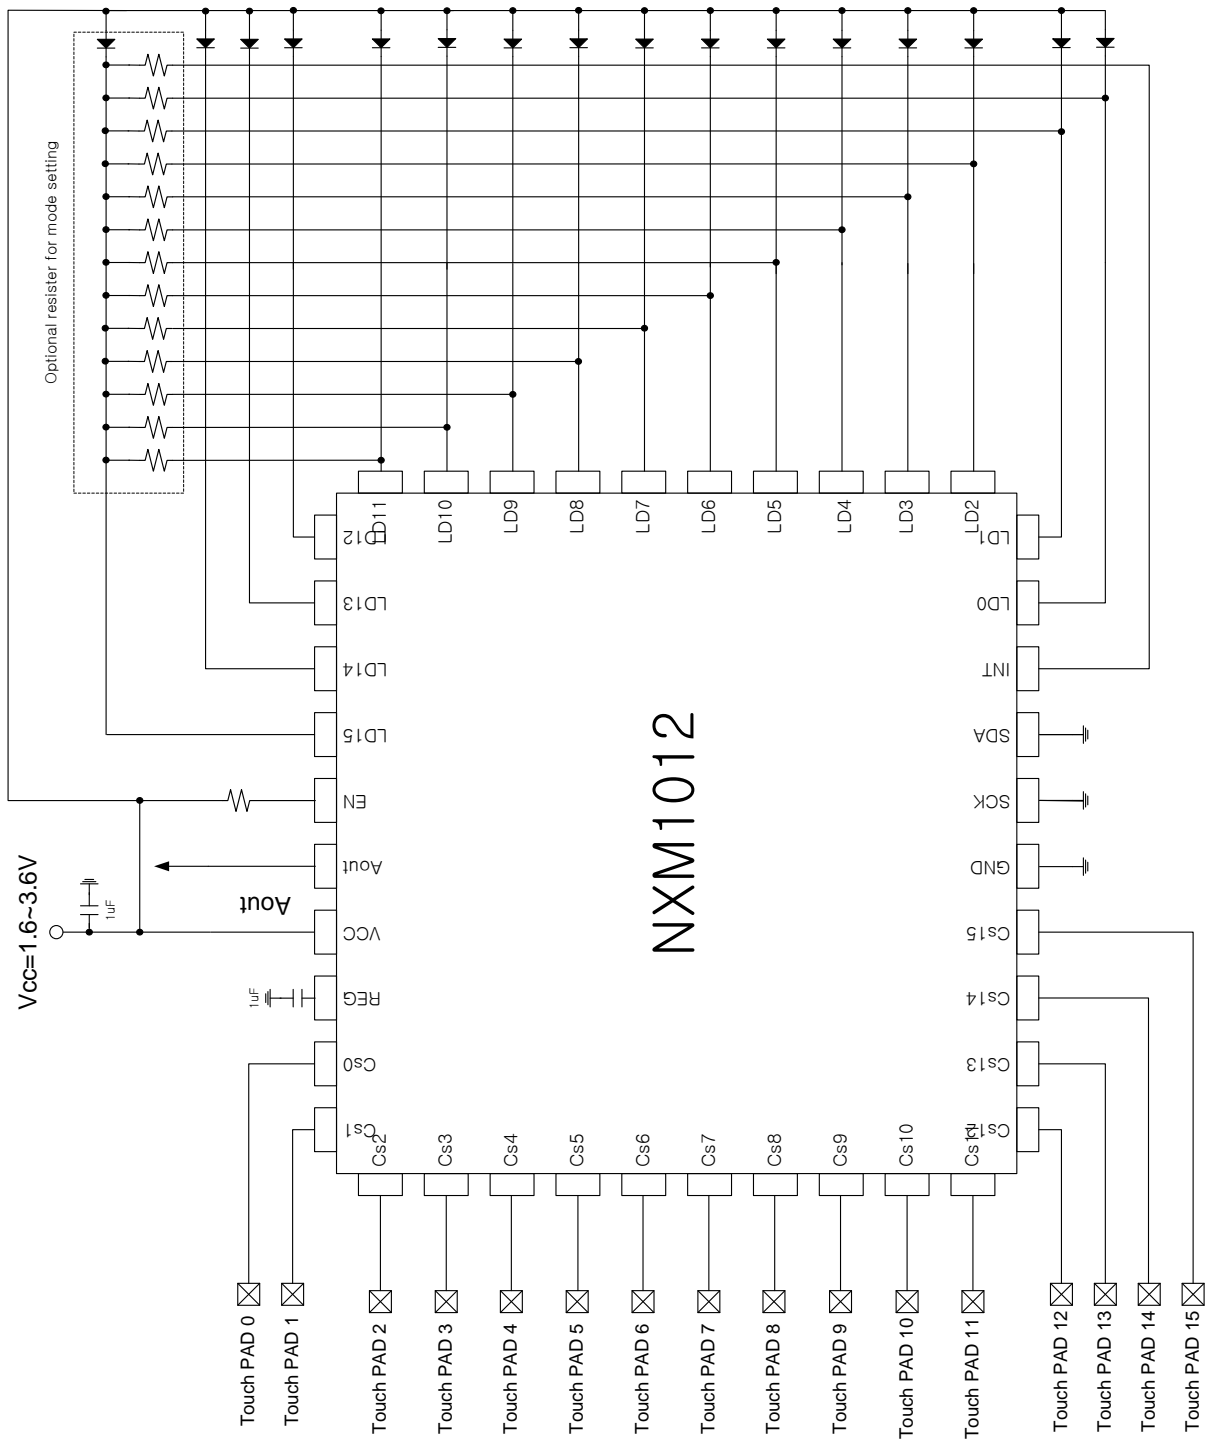 Optional resister for mode setting
LD11
LD10
LD9
LD8
LD7
LD6
LD5
LD4
LD3
LD2
LD12
LD13
LD14
LD15
EN
Aout
VCC
REG
Cs0
Cs1
LD1
LD0
INT
SDA
SCK
GND
Cs15
Cs14
Cs13
Cs12
NXM1012
Vcc=1.6~3.6V
1uF
Aout
1uF
Cs2
Cs3
Cs4
Cs5
Cs6
Cs7
Cs8
Cs9
Cs10
Cs11
Touch PAD 0
Touch PAD 1
Touch PAD 2
Touch PAD 3
Touch PAD 4
Touch PAD 5
Touch PAD 6
Touch PAD 7
Touch PAD 8
Touch PAD 9
Touch PAD 10
Touch PAD 11
Touch PAD 12
Touch PAD 13
Touch PAD 14
Touch PAD 15